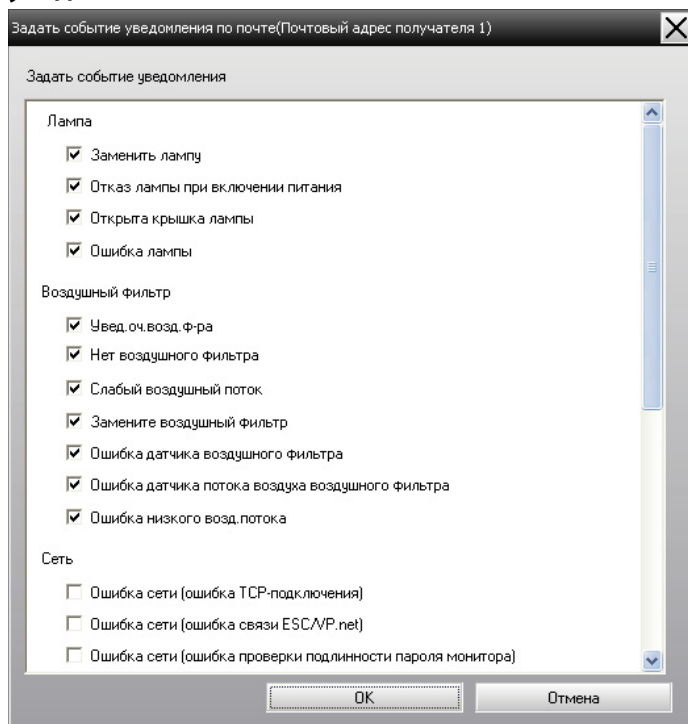 Задать событие уведомления по почте(Почтовый адрес получателя 1)
Задать событие уведомления
Лампа
Заменить лампу
Отказ лампы при включении питания
Открыта крышка лампы
Ошибка лампы
Воздушный фильтр
Увед.оч.возд.ф-ра
Нет воздушного фильтра
Слабый воздушный поток
Замените воздушный фильтр
Ошибка датчика воздушного фильтра
Ошибка датчика потока воздуха воздушного фильтра
Ошибка низкого возд.потока
Сеть
Ошибка сети (ошибка TCP-подключения)
Ошибка сети (ошибка связи ESC/VP.net)
Ошибка сети (ошибка проверки подлинности пароля монитора)
OK
Отмена